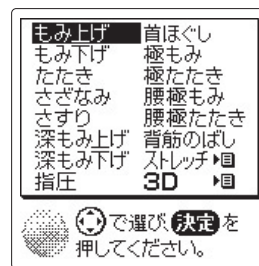 もみ上げ 首ほぐし
もみ下げ 極もみ
たたき 極たたき
さざなみ 腰極もみ
さすり 腰極たたき
深もみ上げ 背筋のばし
深もみ下げ ストレッチ
指圧 3D
で選び 決定 を
押してください。